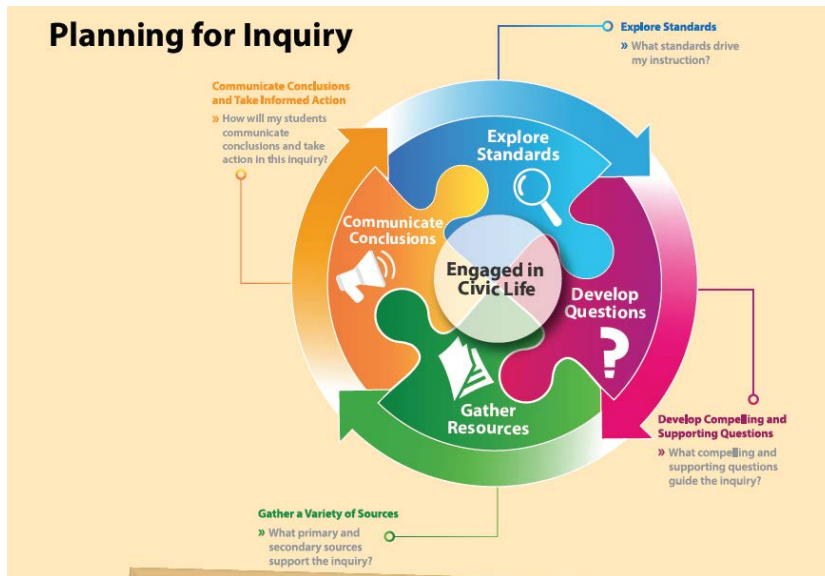 Planning for Inquiry
Explore Standards
» What standards drive
my instruction?
Communicate Conclusions
and Take Informed Action
» How will my students
communicate
conclusions and take
action in this inquiry?
Explore
Standards
Communicate
Conclusions
Engaged in
Civic Life
Develop
Questions
?
Gather
Resources
Develop Compelling and
Supporting Questions
» What compelling and
supporting questions
guide the inquiry?
Gather a Variety of Sources
» What primary and
secondary sources
support the inquiry?